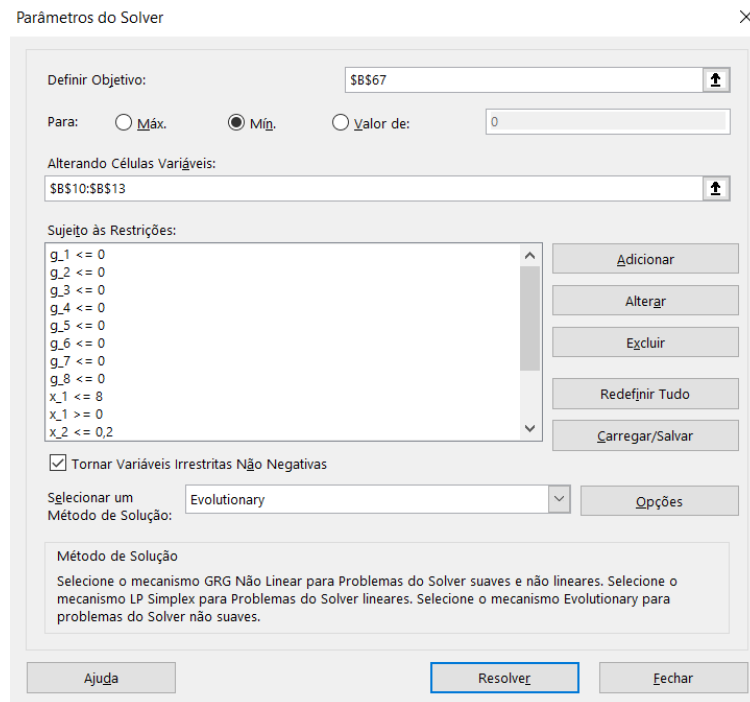 Parâmetros do Solver
Definir Objetivo: $B$67
Para: Máx. Mín. Valor de: 0
Alterando Células Variáveis:
$B$10:$B$13
Sujeito às Restrições:
g_1 <= 0
g_2 <= 0
g_3 <= 0
g_4 <= 0
g_5 <= 0
g_6 <= 0
g_7 <= 0
g_8 <= 0
x_1 <= 8
x_1 >= 0
x_2 <= 0,2
Adicionar
Alterar
Excluir
Redefinir Tudo
Carregar/Salvar
Tornar Variáveis Irrestritas Não Negativas
Selecionar um
Método de Solução:
Evolutionary
Opções
Método de Solução
Selecione o mecanismo GRG Não Linear para Problemas do Solver suaves e não lineares. Selecione o
mecanismo LP Simplex para Problemas do Solver lineares. Selecione o mecanismo Evolutionary para
problemas do Solver não suaves.
Ajuda Resolver Fechar